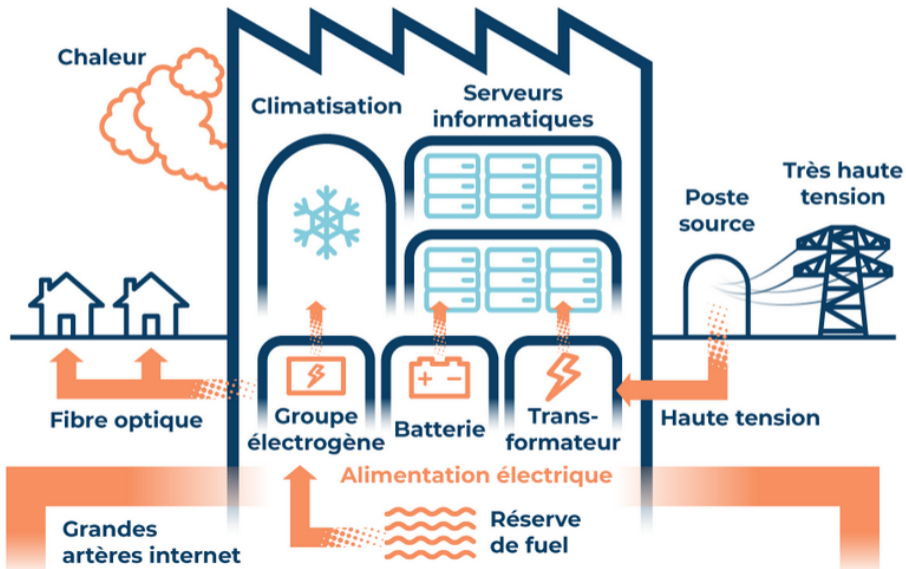 Chaleur
Climatisation
Serveurs
informatiques
Très haute
tension
Poste
source
Fibre optique
Groupe
électrogène
Batterie
Trans-
formateur
Haute tension
Alimentation électrique
Grandes
artères internet
Réserve
de fuel